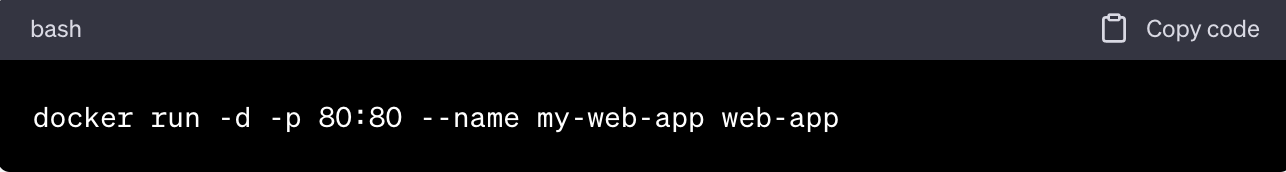 bash Copy code
docker run -d -p 80:80 --name my-web-app web-app